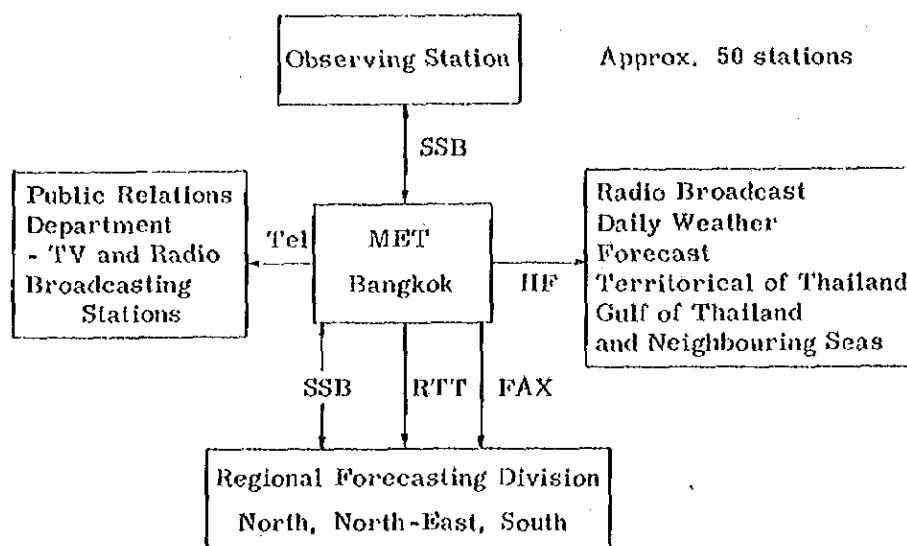 Observing Station
Approx. 50 stations
SSB
Public Relations
Department
- TV and Radio
Broadcasting
Stations
Tel
MET
Bangkok
HF
Radio Broadcast
Daily Weather
Forecast
Territorical of Thailand
Gulf of Thailand
and Neighbouring Seas
SSB
RTT
FAX
Regional Forecasting Division
North, North-East, South